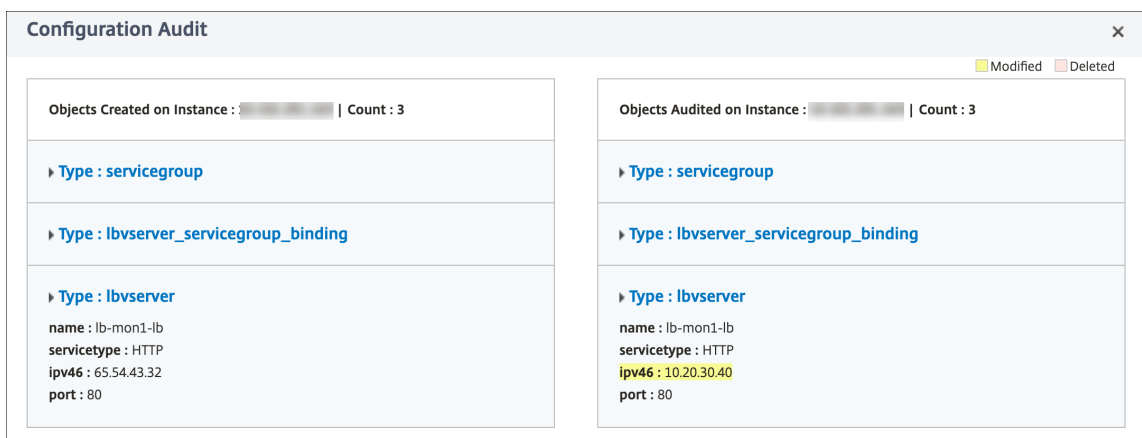 Configuration Audit
Modified Deleted
Objects Created on Instance : | Count : 3
Type : servicegroup
Type : lbvserver_servicegroup_binding
Type : lbvserver
name : lb-mon1-lb
servicetype : HTTP
ipv46 : 65.54.43.32
port : 80
Objects Audited on Instance : | Count : 3
Type : servicegroup
Type : lbvserver_servicegroup_binding
Type : lbvserver
name : lb-mon1-lb
servicetype : HTTP
ipv46 : 10.20.30.40
port : 80